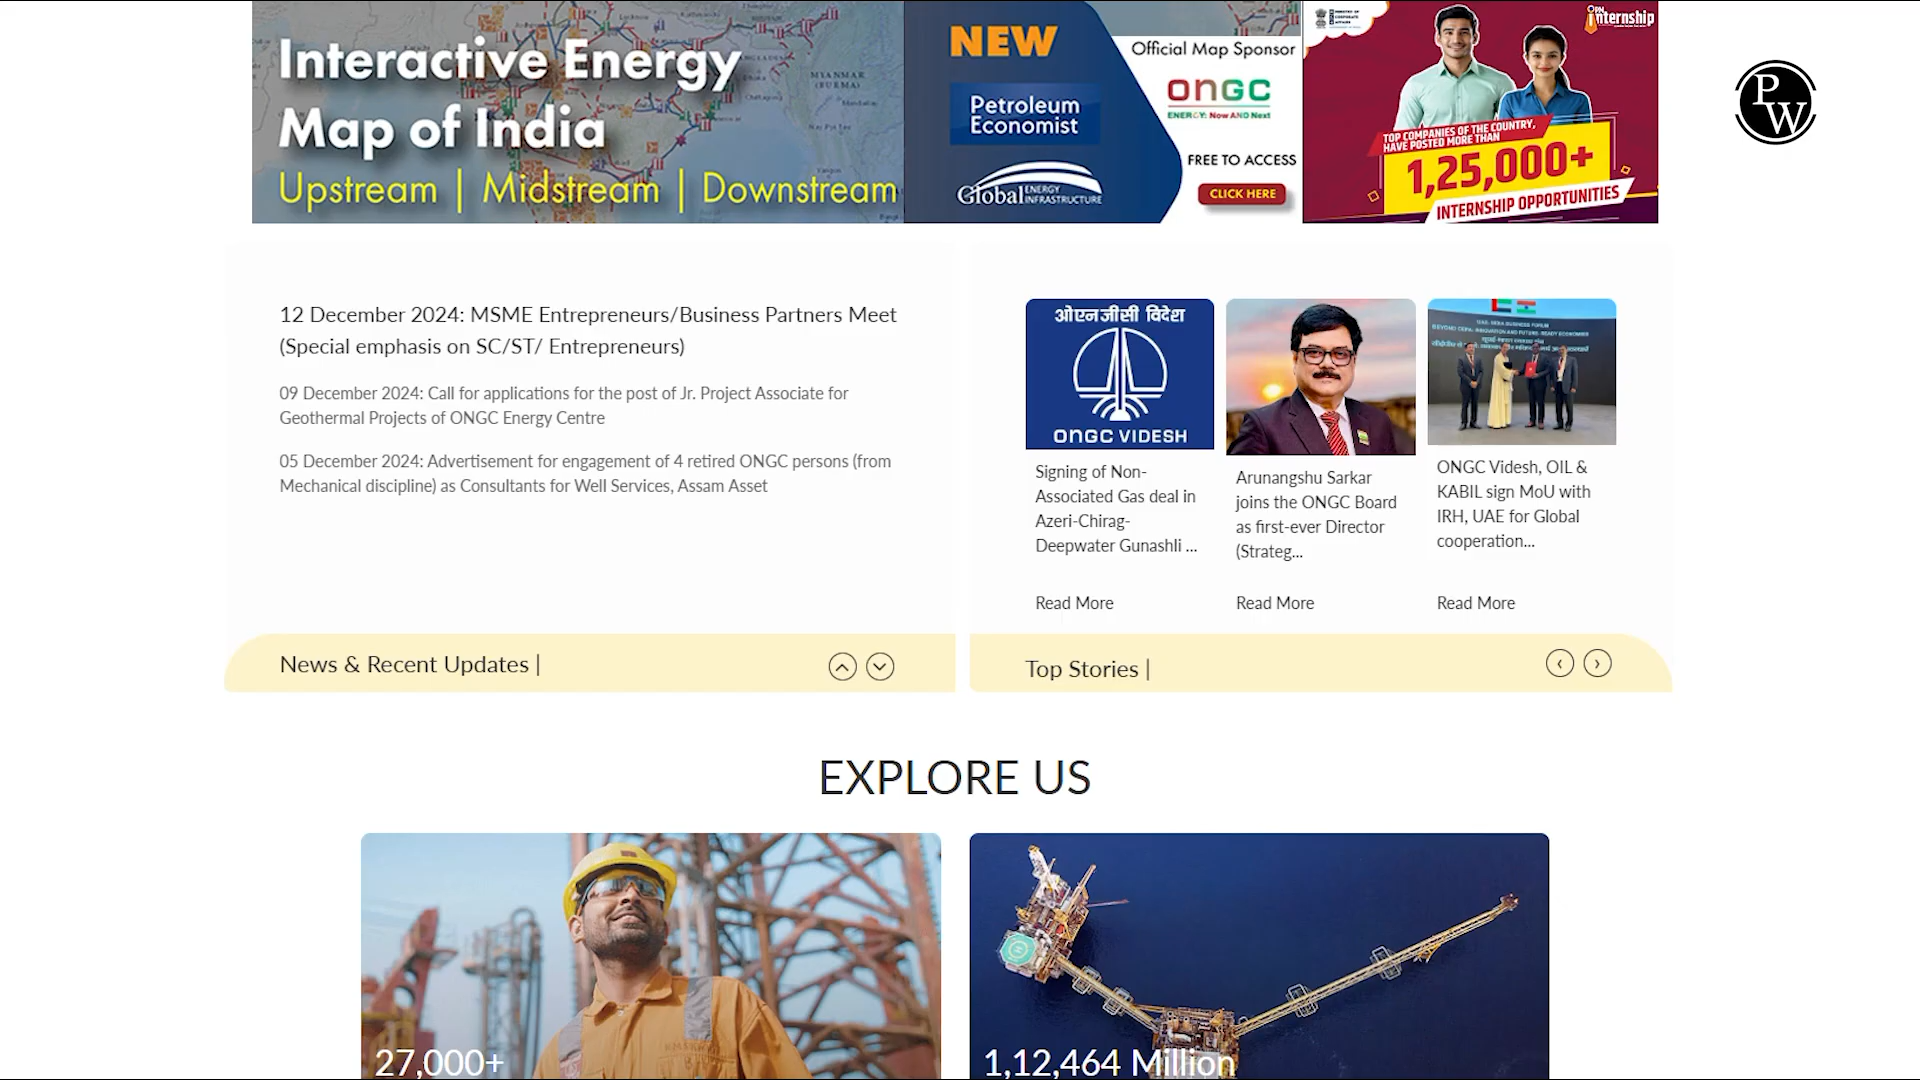 Interactive Energy
Map of India
Upstream | Midstream | Downstream
MYANMAR
(BURMA)
NEW
Petroleum
Economist
Global ENERGY
INFRASTRUCTURE
Official Map Sponsor
ONGC
ENERGY: Now AND Next
FREE TO ACCESS
CLICK HERE
MINISTRY OF
CORPORATE
AFFAIRS
internship
TOP COMPANIES OF THE COUNTRY,
HAVE POSTED MORE THAN
1,25,000+
INTERNSHIP OPPORTUNITIES
PW
12 December 2024: MSME Entrepreneurs/Business Partners Meet
(Special emphasis on SC/ST/ Entrepreneurs)
09 December 2024: Call for applications for the post of Jr. Project Associate for
Geothermal Projects of ONGC Energy Centre
05 December 2024: Advertisement for engagement of 4 retired ONGC persons (from
Mechanical discipline) as Consultants for Well Services, Assam Asset
News & Recent Updates |
ओएनजीसी विदेश
ONGC VIDESH
Signing of Non-
Associated Gas deal in
Azeri-Chirag-
Deepwater Gunashli ...
Read More
Arunangshu Sarkar
joins the ONGC Board
as first-ever Director
(Strateg...
Read More
ONGC Videsh, OIL &
KABIL sign MoU with
IRH, UAE for Global
cooperation...
Read More
Top Stories |
EXPLORE US
27,000+
1,12,464 Million